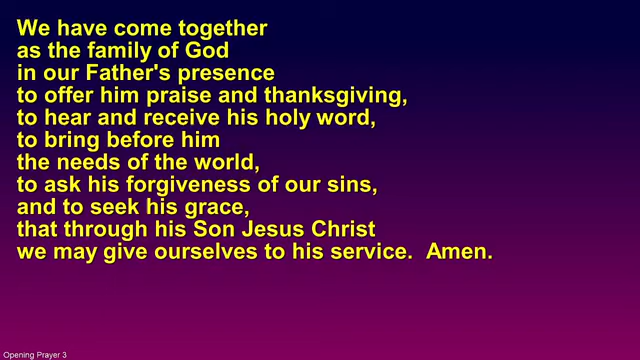 We have come together
as the family of God
in our Father's presence
to offer him praise and thanksgiving,
to hear and receive his holy word,
to bring before him
the needs of the world,
to ask his forgiveness of our sins,
and to seek his grace,
that through his Son Jesus Christ
we may give ourselves to his service.  Amen.
Opening Prayer 3